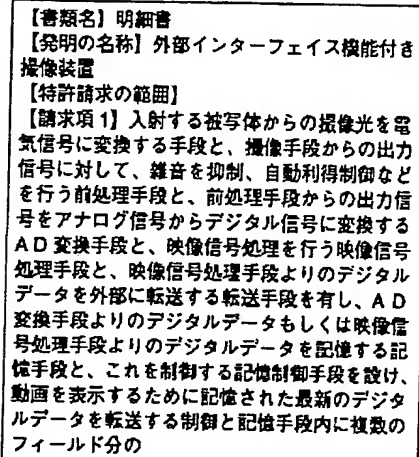 【書類名】明細書
【発明の名称】外部インターフェイス機能付き
撮像装置
【特許請求の範囲】
【請求項1】入射する被写体からの撮像光を電
気信号に変換する手段と、撮像手段からの出力
信号に対して、雑音を抑制、自動利得制御など
を行う前処理手段と、前処理手段からの出力信
号をアナログ信号からデジタル信号に変換する
AD変換手段と、映像信号処理を行う映像信号
処理手段と、映像信号処理手段よりのデジタル
データを外部に転送する転送手段を有し、AD
変換手段よりのデジタルデータもしくは映像信
号処理手段よりのデジタルデータを記憶する記
憶手段と、これを制御する記憶制御手段を設け、
動画を表示するために記憶された最新のデジタ
ルデータを転送する制御と記憶手段内に複数の
フィールド分の